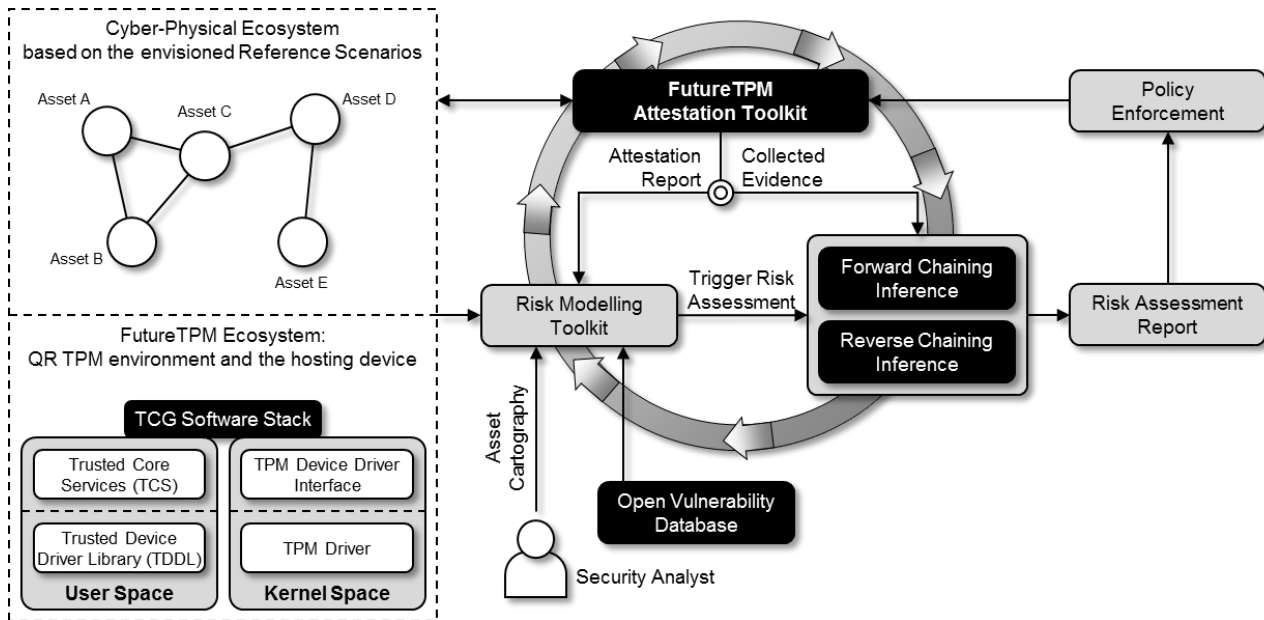 Cyber-Physical Ecosystem
based on the envisioned Reference Scenarios
Asset A
Asset C
Asset D
Asset B
Asset E
FutureTPM Ecosystem:
QR TPM environment and the hosting device
TCG Software Stack
Trusted Core
Services (TCS)
Trusted Device
Driver Library (TDDL)
User Space
TPM Device Driver
Interface
TPM Driver
Kernel Space
FutureTPM
Attestation Toolkit
Attestation
Report
Collected
Evidence
Risk Modelling
Toolkit
Trigger Risk
Assessment
Forward Chaining
Inference
Reverse Chaining
Inference
Policy
Enforcement
Risk Assessment
Report
Asset
Cartography
Open Vulnerability
Database
Security Analyst